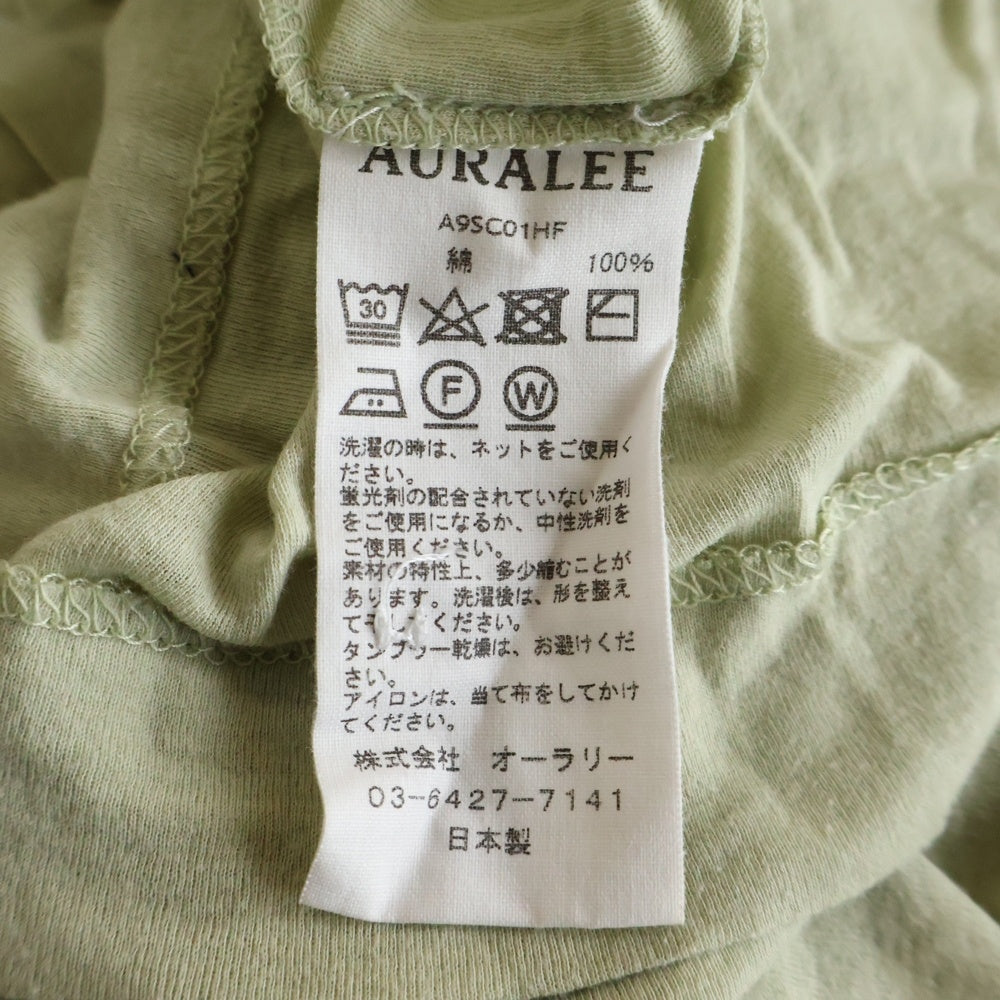 AURALEE
A9SC01HF
綿 100%
30
F W
洗濯の時は、ネットをご使用く
ださい。
蛍光剤の配合されていない洗剤
をご使用になるか、中性洗剤を
ご使用ください。
素材の特性上、多少縮むことが
あります。洗濯後は、形を整え
て干してください。
タンブラー乾燥は、お避けくだ
さい。
アイロンは、当て布をしてかけ
てください。
株式会社 オーラリー
03-6427-7141
日本製